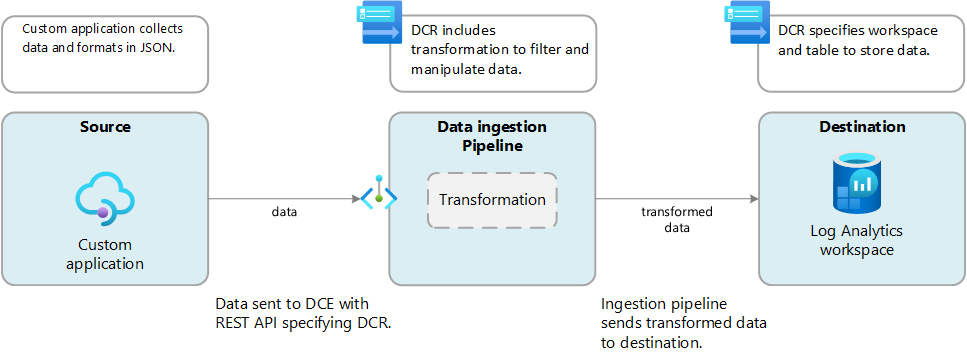 Custom application collects
data and formats in JSON.
DCR includes
transformation to filter and
manipulate data.
DCR specifies workspace
and table to store data.
Source
Custom
application
data
Data ingestion
Pipeline
Transformation
transformed
data
Destination
Log Analytics
workspace
Data sent to DCE with
REST API specifying DCR.
Ingestion pipeline
sends transformed data
to destination.